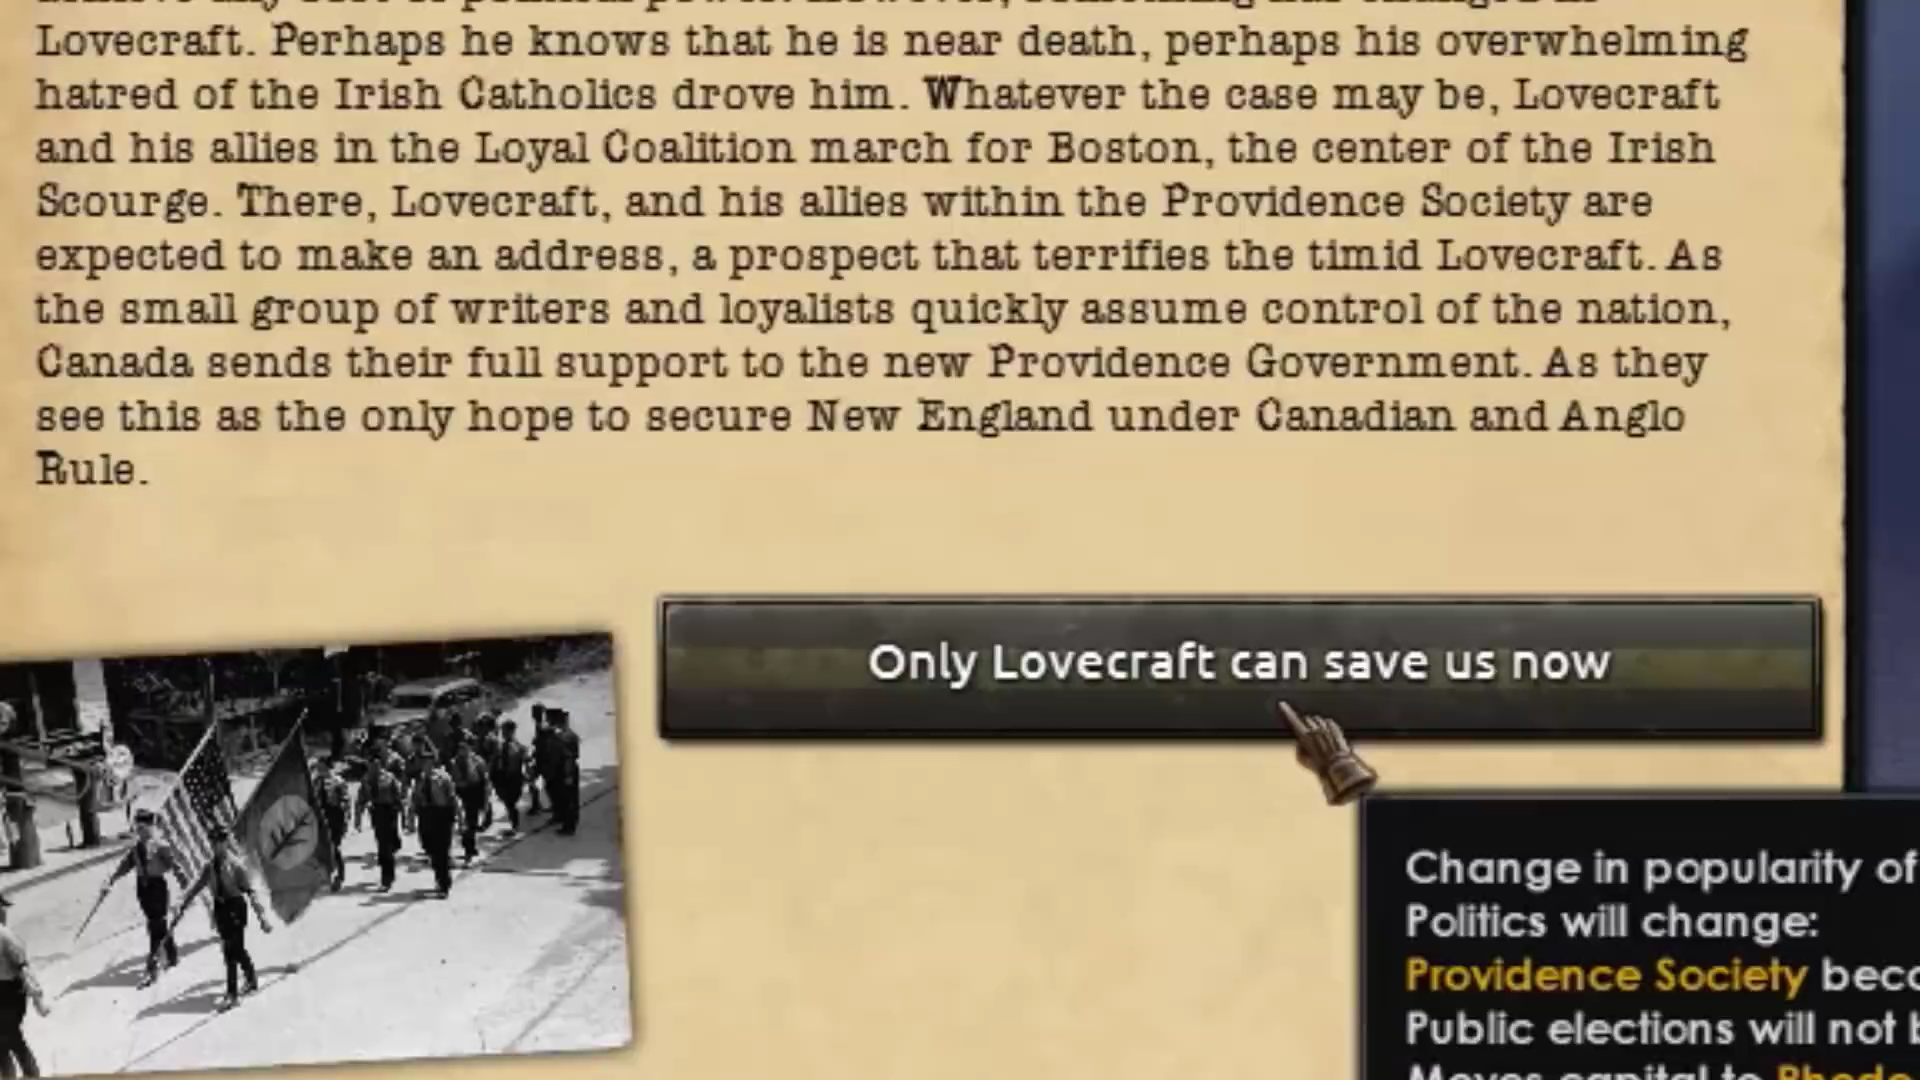 Lovecraft. Perhaps he knows that he is near death, perhaps his overwhelming
hatred of the Irish Catholics drove him. Whatever the case may be, Lovecraft
and his allies in the Loyal Coalition march for Boston, the center of the Irish
Scourge. There, Lovecraft, and his allies within the Providence Society are
expected to make an address, a prospect that terrifies the timid Lovecraft. As
the small group of writers and loyalists quickly assume control of the nation,
Canada sends their full support to the new Providence Government. As they
see this as the only hope to secure New England under Canadian and Anglo
Rule.
Only Lovecraft can save us now
Change in popularity of
Politics will change:
Providence Society beco
Public elections will not b
Moves capital to Rhode